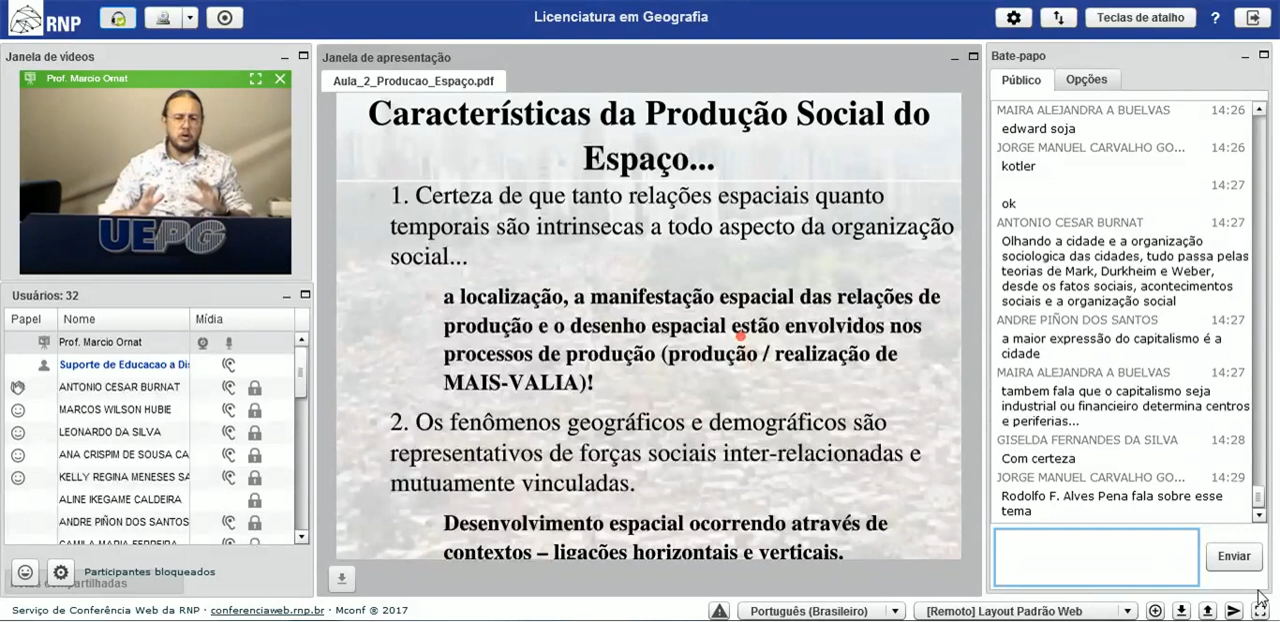 RNP
Licenciatura em Geografia
Teclas de atalho
?
Janela de vídeos
Prof. Marcio Ornat
UEPG
Usuários: 32
Papel Nome Mídia
Prof. Marcio Ornat
Suporte de Educacao a Di
ANTONIO CESAR BURNAT
MARCOS WILSON HUBIE
LEONARDO DA SILVA
ANA CRISPIM DE SOUSA CA
KELLY REGINA MENESES SA
ALINE IKEGAME CALDEIRA
ANDRE PIÑON DOS SANTOS
CAMILA MARIA FERREIRA
Participantes bloqueados
Janela de apresentação
Aula_2_Producao_Espaço.pdf
Características da Produção Social do
Espaço...
1. Certeza de que tanto relações espaciais quanto
temporais são intrinsecas a todo aspecto da organização
social...
a localização, a manifestação espacial das relações de
produção e o desenho espacial estão envolvidos nos
processos de produção (produção / realização de
MAIS-VALIA)!
2. Os fenômenos geográficos e demográficos são
representativos de forças sociais inter-relacionadas e
mutuamente vinculadas.
Desenvolvimento espacial ocorrendo através de
contextos – ligações horizontais e verticais.
Bate-papo
Público Opções
MAIRA ALEJANDRA A BUELVAS 14:26
edward soja
JORGE MANUEL CARVALHO GO... 14:26
kotler
14:27
ok
ANTONIO CESAR BURNAT 14:27
Olhando a cidade e a organização
sociologica das cidades, tudo passa pelas
teorias de Mark, Durkheim e Weber,
desde os fatos sociais, acontecimentos
sociais e a organização social
ANDRE PIÑON DOS SANTOS 14:27
a maior expressão do capitalismo é a
cidade
MAIRA ALEJANDRA A BUELVAS 14:27
tambem fala que o capitalismo seja
industrial ou financieiro determina centros
e periferias...
GISELDA FERNANDES DA SILVA 14:28
Com certeza
JORGE MANUEL CARVALHO GO... 14:29
Rodolfo F. Alves Pena fala sobre esse
tema
Enviar
Serviço de Conferência Web da RNP · conferenciaweb.rnp.br · Mconf ® 2017
Português (Brasileiro)
[Remoto] Layout Padrão Web